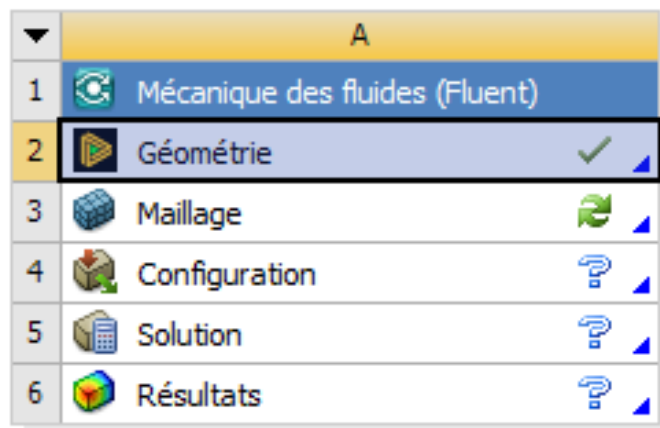 A
1 Mécanique des fluides (Fluent)
2 Géométrie
3 Maillage
4 Configuration
5 Solution
6 Résultats